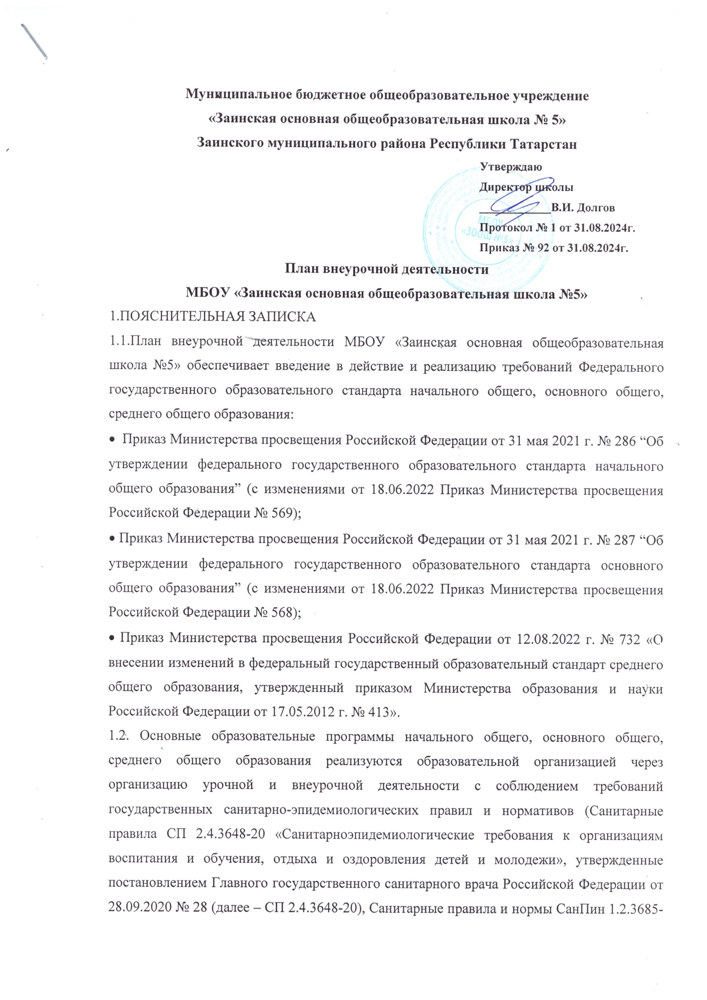 Муниципальное бюджетное общеобразовательное учреждение
«Заинская основная общеобразовательная школа № 5»
Заинского муниципального района Республики Татарстан
Утверждаю
Директор школы
___________В.И. Долгов
МБОУ
Протокол № 1 от 31.08.2024г.
«ЗООШ №5»
Приказ № 92 от 31.08.2024г.
План внеурочной деятельности
МБОУ «Заинская основная общеобразовательная школа №5»
1.ПОЯСНИТЕЛЬНАЯ ЗАПИСКА
1.1.План внеурочной деятельности МБОУ «Заинская основная общеобразовательная
школа №5» обеспечивает введение в действие и реализацию требований Федерального
государственного образовательного стандарта начального общего, основного общего,
среднего общего образования:
• Приказ Министерства просвещения Российской Федерации от 31 мая 2021 г. № 286 “Об
утверждении федерального государственного образовательного стандарта начального
общего образования” (с изменениями от 18.06.2022 Приказ Министерства просвещения
Российской Федерации № 569);
• Приказ Министерства просвещения Российской Федерации от 31 мая 2021 г. № 287 “Об
утверждении федерального государственного образовательного стандарта основного
общего образования” (с изменениями от 18.06.2022 Приказ Министерства просвещения
Российской Федерации № 568);
• Приказ Министерства просвещения Российской Федерации от 12.08.2022 г. № 732 «О
внесении изменений в федеральный государственный образовательный стандарт среднего
общего образования, утвержденный приказом Министерства образования и науки
Российской Федерации от 17.05.2012 г. № 413».
1.2. Основные образовательные программы начального общего, основного общего,
среднего общего образования реализуются образовательной организацией через
организацию урочной и внеурочной деятельности с соблюдением требований
государственных санитарно-эпидемиологических правил и нормативов (Санитарные
правила СП 2.4.3648-20 «Санитарноэпидемиологические требования к организациям
воспитания и обучения, отдыха и оздоровления детей и молодежи», утвержденные
постановлением Главного государственного санитарного врача Российской Федерации от
28.09.2020 № 28 (далее – СП 2.4.3648-20), Санитарные правила и нормы СанПин 1.2.3685-